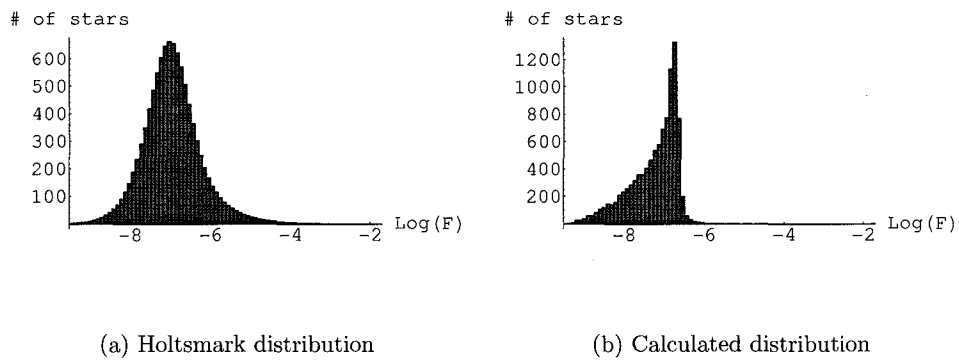 # of stars
600
500
400
300
200
100
-8 -6 -4 -2 Log(F)
(a) Holtsmark distribution
# of stars
1200
1000
800
600
400
200
-8 -6 -4 -2 Log(F)
(b) Calculated distribution